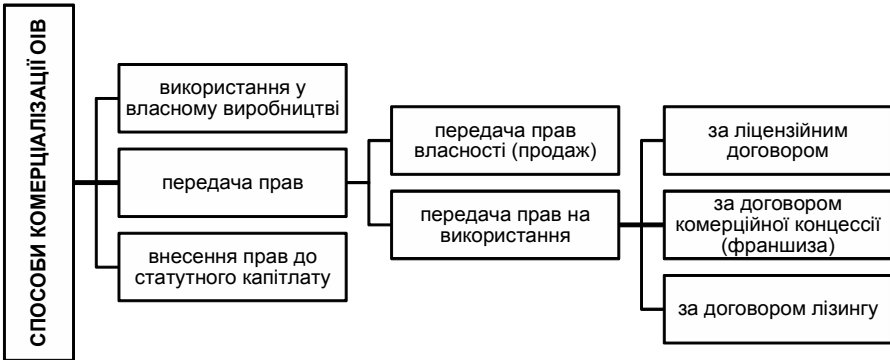 СПОСОБИ КОМЕРЦІАЛІЗАЦІЇ ОІВ
використання у
власному виробництві
передача прав
внесення прав до
статутного капітлату
передача прав
власності (продаж)
передача прав на
використання
за ліцензійним
договором
за договором
комерційної концессії
(франшиза)
за договором лізингу